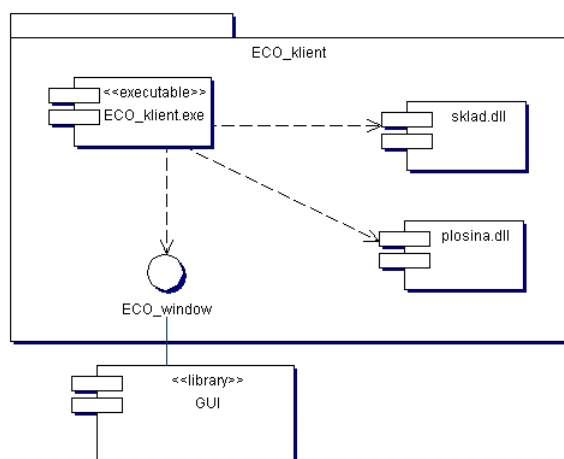 ECO_klient
<<executable>>
ECO_klient.exe
sklad.dll
plosina.dll
ECO_window
<<library>>
GUI